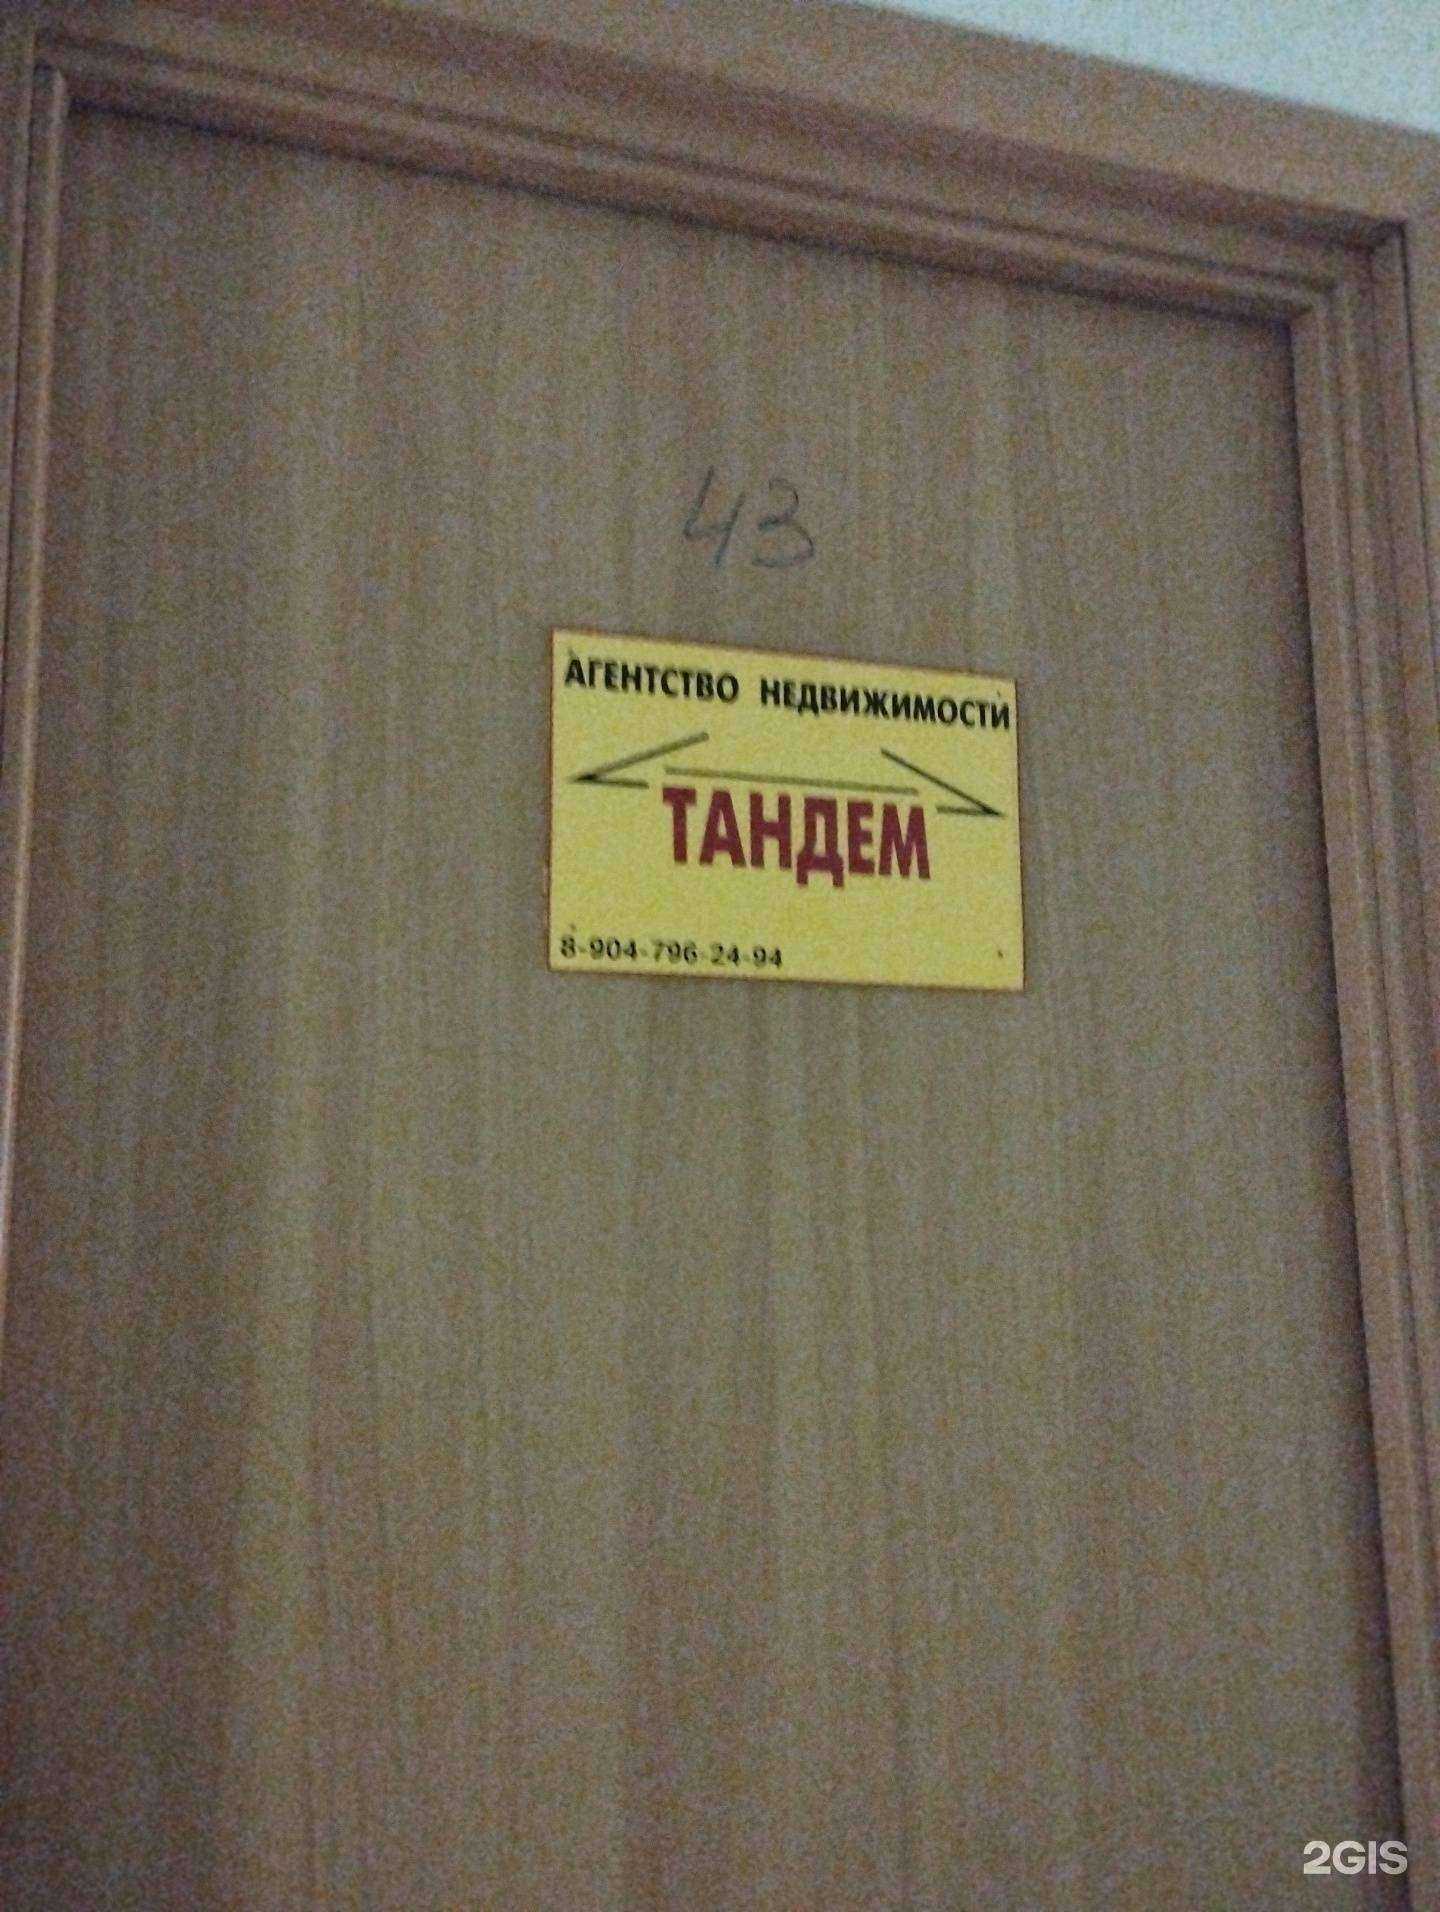 43
АГЕНТСТВО НЕДВИЖИМОСТИ
ТАНДЕМ
8-904-796-24-94
2GIS